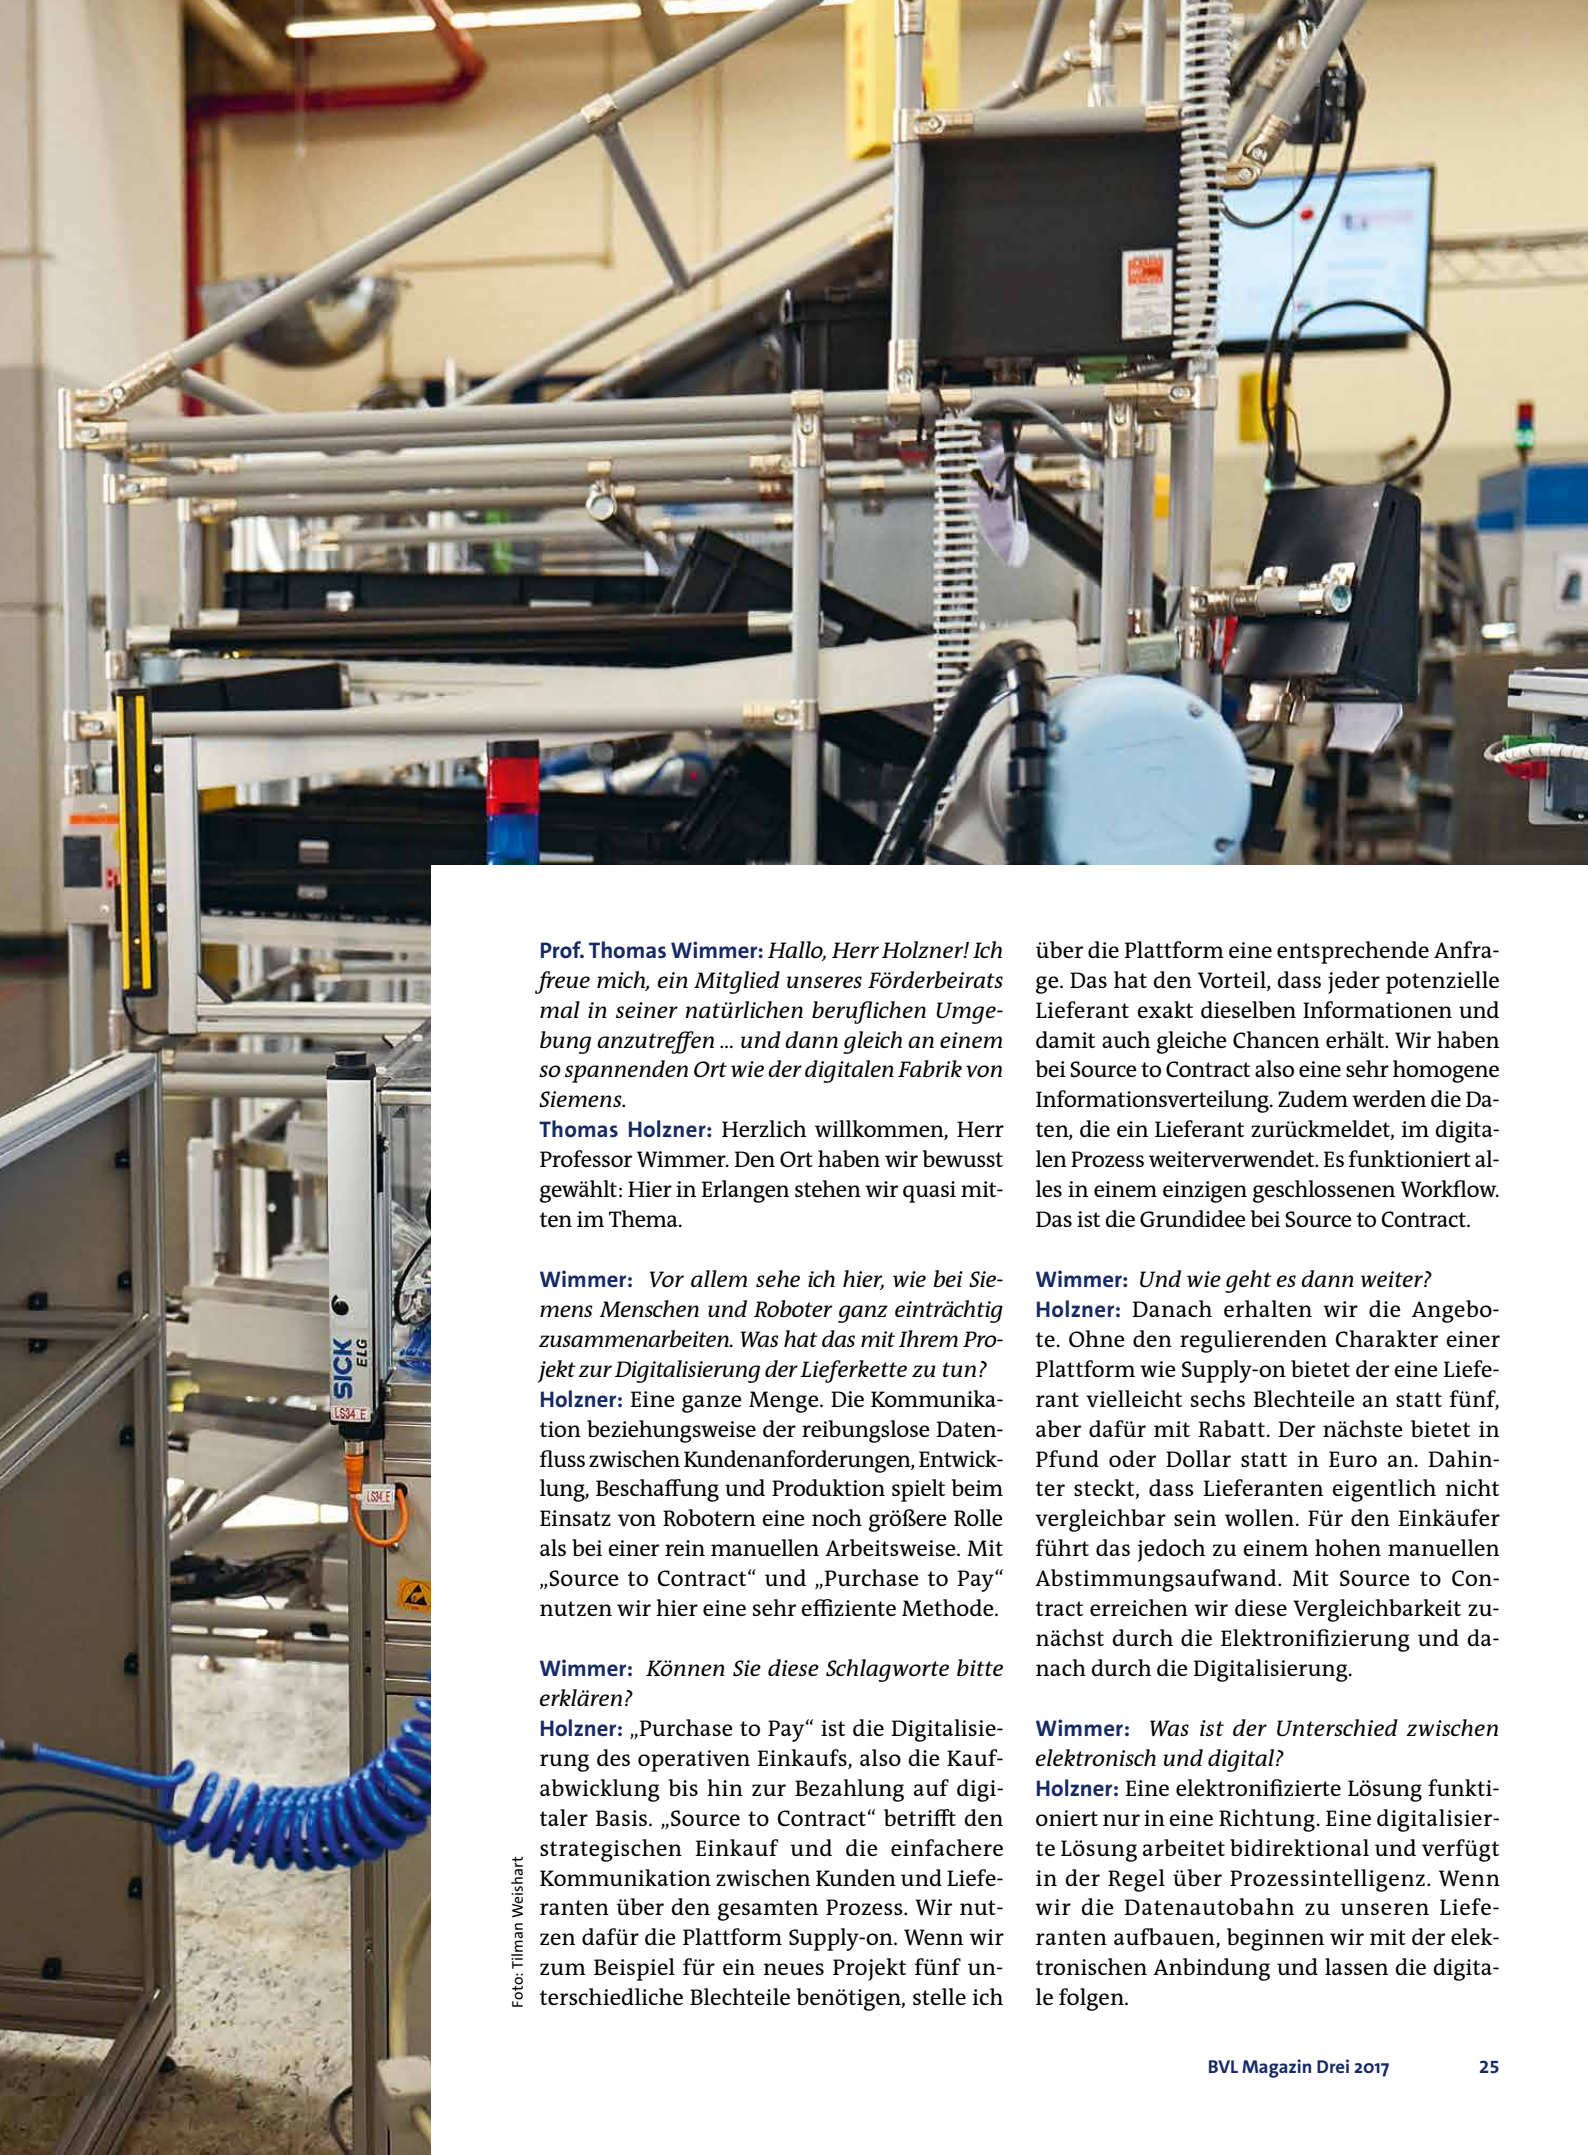 SICK
ELG
LS34_E
LS34_E
Foto: Tilman Weishart
Prof. Thomas Wimmer: Hallo, Herr Holzner! Ich
freue mich, ein Mitglied unseres Förderbeirats
mal in seiner natürlichen beruflichen Umge-
bung anzutreffen ... und dann gleich an einem
so spannenden Ort wie der digitalen Fabrik von
Siemens.
Thomas Holzner: Herzlich willkommen, Herr
Professor Wimmer. Den Ort haben wir bewusst
gewählt: Hier in Erlangen stehen wir quasi mit-
ten im Thema.
Wimmer: Vor allem sehe ich hier, wie bei Sie-
mens Menschen und Roboter ganz einträchtig
zusammenarbeiten. Was hat das mit Ihrem Pro-
jekt zur Digitalisierung der Lieferkette zu tun?
Holzner: Eine ganze Menge. Die Kommunika-
tion beziehungsweise der reibungslose Daten-
fluss zwischen Kundenanforderungen, Entwick-
lung, Beschaffung und Produktion spielt beim
Einsatz von Robotern eine noch größere Rolle
als bei einer rein manuellen Arbeitsweise. Mit
„Source to Contract“ und „Purchase to Pay“
nutzen wir hier eine sehr effiziente Methode.
Wimmer: Können Sie diese Schlagworte bitte
erklären?
Holzner: „Purchase to Pay“ ist die Digitalisie-
rung des operativen Einkaufs, also die Kauf-
abwicklung bis hin zur Bezahlung auf digi-
taler Basis. „Source to Contract“ betrifft den
strategischen Einkauf und die einfachere
Kommunikation zwischen Kunden und Liefe-
ranten über den gesamten Prozess. Wir nut-
zen dafür die Plattform Supply-on. Wenn wir
zum Beispiel für ein neues Projekt fünf un-
terschiedliche Blechteile benötigen, stelle ich
über die Plattform eine entsprechende Anfra-
ge. Das hat den Vorteil, dass jeder potenzielle
Lieferant exakt dieselben Informationen und
damit auch gleiche Chancen erhält. Wir haben
bei Source to Contract also eine sehr homogene
Informationsverteilung. Zudem werden die Da-
ten, die ein Lieferant zurückmeldet, im digita-
len Prozess weiterverwendet. Es funktioniert al-
les in einem einzigen geschlossenen Workflow.
Das ist die Grundidee bei Source to Contract.
Wimmer: Und wie geht es dann weiter?
Holzner: Danach erhalten wir die Angebo-
te. Ohne den regulierenden Charakter einer
Plattform wie Supply-on bietet der eine Liefe-
rant vielleicht sechs Blechteile an statt fünf,
aber dafür mit Rabatt. Der nächste bietet in
Pfund oder Dollar statt in Euro an. Dahin-
ter steckt, dass Lieferanten eigentlich nicht
vergleichbar sein wollen. Für den Einkäufer
führt das jedoch zu einem hohen manuellen
Abstimmungsaufwand. Mit Source to Con-
tract erreichen wir diese Vergleichbarkeit zu-
nächst durch die Elektronifizierung und da-
nach durch die Digitalisierung.
Wimmer: Was ist der Unterschied zwischen
elektronisch und digital?
Holzner: Eine elektronifizierte Lösung funkti-
oniert nur in eine Richtung. Eine digitalisier-
te Lösung arbeitet bidirektional und verfügt
in der Regel über Prozessintelligenz. Wenn
wir die Datenautobahn zu unseren Liefe-
ranten aufbauen, beginnen wir mit der elek-
tronischen Anbindung und lassen die digita-
le folgen.
BVL Magazin Drei 2017 25